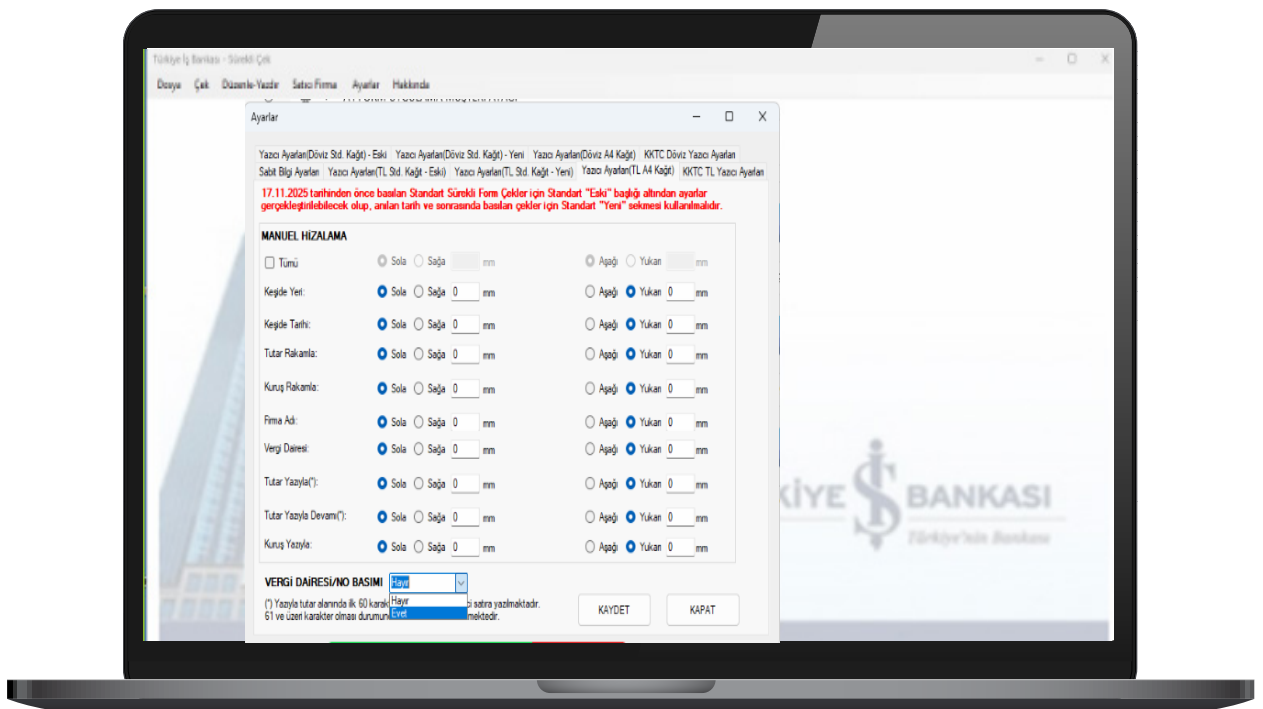 Türkiye İş Bankası - Sürekli Çek
Dosya Çek Düzenle-Yazdır Satıcı Firma Ayarlar Hakkında
Ayarlar
Yazıcı Ayarları(Döviz Std. Kağıt) - Eski Yazıcı Ayarları(Döviz Std. Kağıt) - Yeni Yazıcı Ayarları(Döviz A4 Kağıt) KKTC Döviz Yazıcı Ayarları
Sabit Bilgi Ayarları Yazıcı Ayarları(TL Std. Kağıt - Eski) Yazıcı Ayarları(TL Std. Kağıt - Yeni) Yazıcı Ayarları(TL A4 Kağıt) KKTC TL Yazıcı Ayarları
17.11.2025 tarihinden önce basılan Standart Sürekli Form Çekler için Standart "Eski" başlığı altından ayarlar
gerçekleştirilebilecek olup, anılan tarih ve sonrasında basılan çekler için Standart "Yeni" sekmesi kullanılmalıdır.
MANUEL HİZALAMA
Tümü Sola Sağa mm Aşağı Yukarı mm
Keşide Yeri: Sola Sağa 0 mm Aşağı Yukarı 0 mm
Keşide Tarihi: Sola Sağa 0 mm Aşağı Yukarı 0 mm
Tutar Rakamla: Sola Sağa 0 mm Aşağı Yukarı 0 mm
Kuruş Rakamla: Sola Sağa 0 mm Aşağı Yukarı 0 mm
Firma Adı: Sola Sağa 0 mm Aşağı Yukarı 0 mm
Vergi Dairesi: Sola Sağa 0 mm Aşağı Yukarı 0 mm
Tutar Yazıyla(*): Sola Sağa 0 mm Aşağı Yukarı 0 mm
Tutar Yazıyla Devamı(*): Sola Sağa 0 mm Aşağı Yukarı 0 mm
Kuruş Yazıyla: Sola Sağa 0 mm Aşağı Yukarı 0 mm
VERGİ DAİRESİ/NO BASIMI Hayır
Hayır
Evet
(*) Yazıyla tutar alanında ilk 60 karak ci satıra yazılmaktadır.
61 ve üzeri karakter olması durumun mektedir.
KAYDET KAPAT
KİYE İŞ BANKASI
Türkiye'nin Bankası